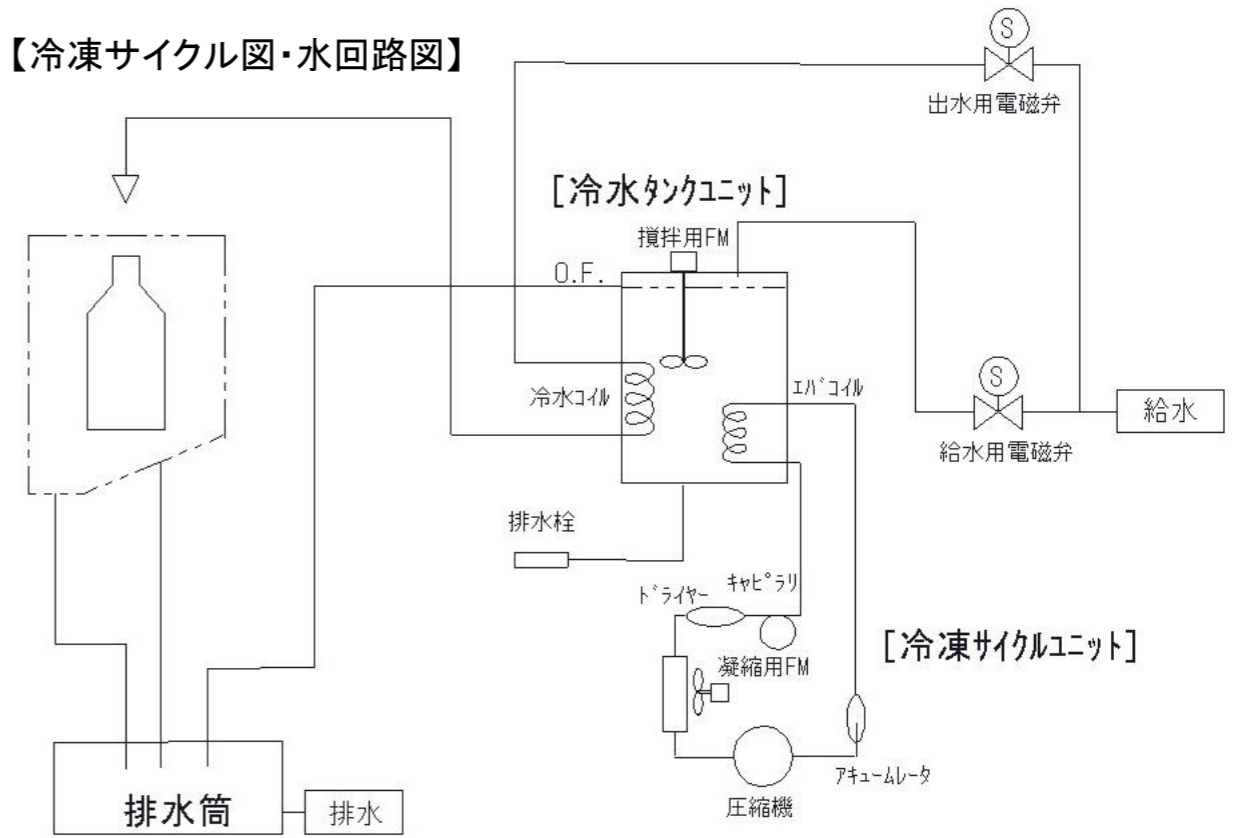 【冷凍サイクル図・水回路図】
S
出水用電磁弁
[冷水タンクユニット]
攪拌用FM
O.F.
冷水コイル
エバコイル
S
給水
給水用電磁弁
排水栓
ドライヤー
キャピラリ
[冷凍サイクルユニット]
凝縮用FM
アキュームレータ
圧縮機
排水筒
排水